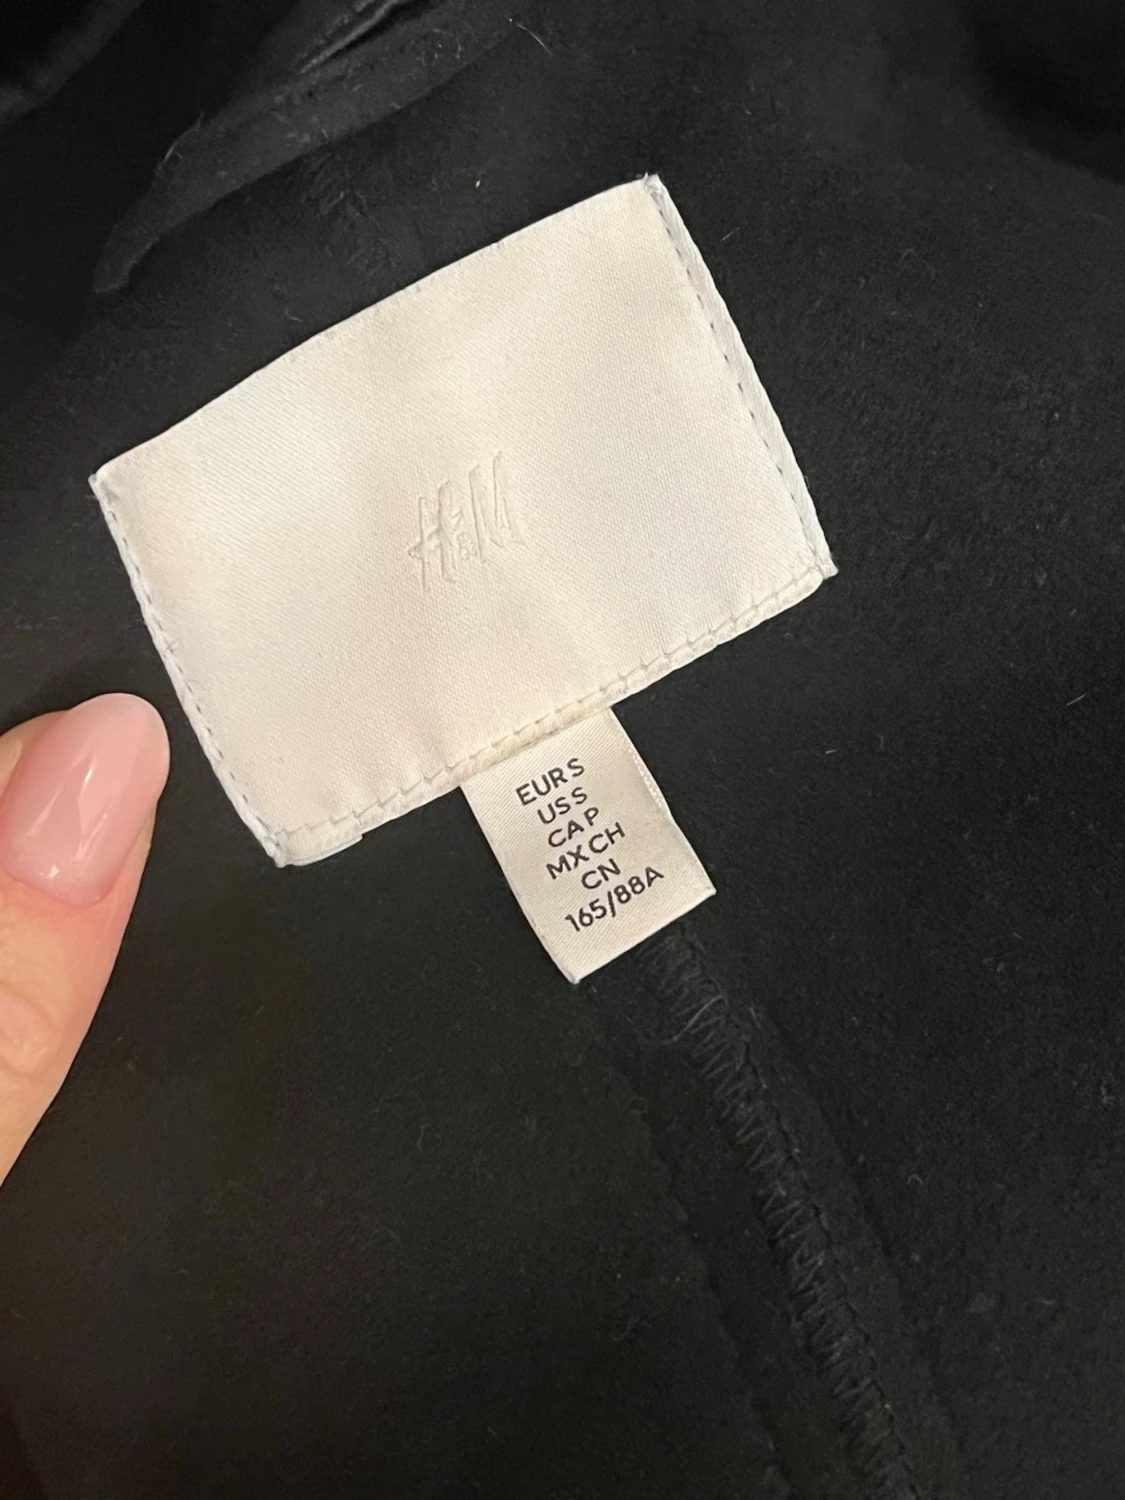 H&M
EUR S
US S
CA P
MX CH
CN
165/88A